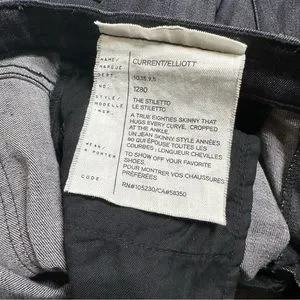 NAME/ CURRENT/ELLIOTT
MARQUE
DEPT.
NO. 1280
STYLE/ THE STILETTO
MODELLE LE STILETTO
A TRUE EIGHTIES SKINNY THAT
HUGS EVERY CURVE, CROPPED
AT THE ANKLE.
UN JEAN SKINNY STYLE ANNÉES
80 QUI ÉPOUSE TOUTES LES
COURBES : LONGUEUR CHEVILLES
WEAR/ TO SHOW OFF YOUR FAVORITE
A PORTER SHOES.
POUR MONTRER VOS CHAUSSURES
PRÉFÉRÉES
CODE RN#105230/CA#58350